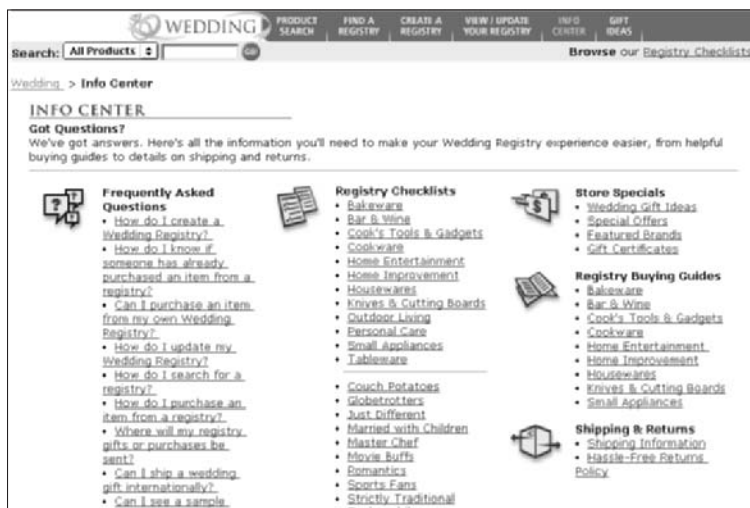 WEDDING
PRODUCT SEARCH
FIND A REGISTRY
CREATE A REGISTRY
VIEW / UPDATE YOUR REGISTRY
INFO CENTER
GIFT IDEAS
Search: All Products
Browse our Registry Checklists
Wedding > Info Center
INFO CENTER
Got Questions?
We've got answers. Here's all the information you'll need to make your Wedding Registry experience easier, from helpful
buying guides to details on shipping and returns.
Frequently Asked
Questions
• How do I create a
Wedding Registry?
• How do I know if
someone has already
purchased an item from a
registry?
• Can I purchase an item
from my own Wedding
Registry?
• How do I update my
Wedding Registry?
• How do I search for a
registry?
• How do I purchase an
item from a registry?
• Where will my registry
gifts or purchases be
sent?
• Can I ship a wedding
gift internationally?
• Can I see a sample
Registry Checklists
• Bakeware
• Bar & Wine
• Cook's Tools & Gadgets
• Cookware
• Home Entertainment
• Home Improvement
• Housewares
• Knives & Cutting Boards
• Outdoor Living
• Personal Care
• Small Appliances
• Tableware
• Couch Potatoes
• Globetrotters
• Just Different
• Married with Children
• Master Chef
• Movie Buffs
• Romantics
• Sports Fans
• Strictly Traditional
Store Specials
• Wedding Gift Ideas
• Special Offers
• Featured Brands
• Gift Certificates
Registry Buying Guides
• Bakeware
• Bar & Wine
• Cook's Tools & Gadgets
• Cookware
• Home Entertainment
• Home Improvement
• Housewares
• Knives & Cutting Boards
• Small Appliances
Shipping & Returns
• Shipping Information
• Hassle-Free Returns
Policy